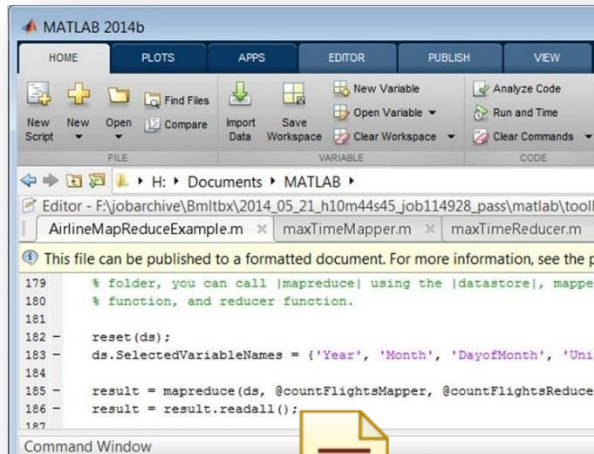 MATLAB 2014b
HOME PLOTS APPS EDITOR PUBLISH VIEW
New Script New Open Find Files Compare Import Data Save Workspace New Variable Open Variable Clear Workspace Analyze Code Run and Time Clear Commands
FILE VARIABLE CODE
H: Documents MATLAB
Editor - F:\jobarchive\Bmltbx\2014_05_21_h10m44s45_job114928_pass\matlab\tool
AirlineMapReduceExample.m × maxTimeMapper.m × maxTimeReducer.m
This file can be published to a formatted document. For more information, see the p
179 % folder, you can call |mapreduce| using the |datastore|, mappe
180 % function, and reducer function.
181
182 - reset(ds);
183 - ds.SelectedVariableNames = {'Year', 'Month', 'DayofMonth', 'Uni
184
185 - result = mapreduce(ds, @countFlightsMapper, @countFlightsReduce
186 - result = result.readall();
187
Command Window